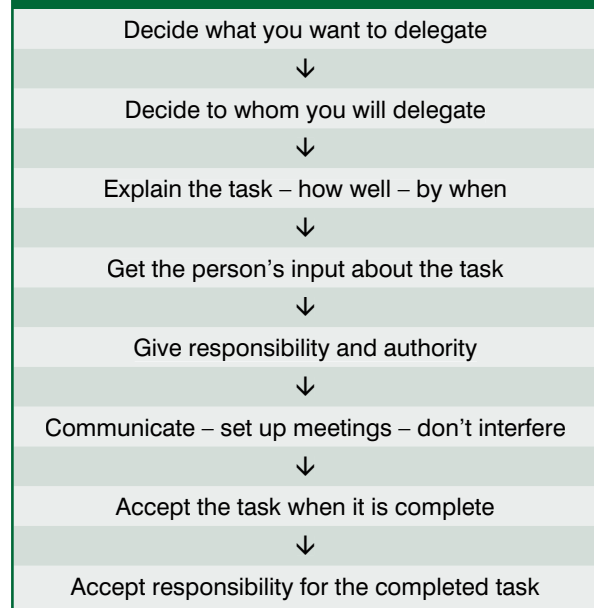 Decide what you want to delegate
↓
Decide to whom you will delegate
↓
Explain the task – how well – by when
↓
Get the person’s input about the task
↓
Give responsibility and authority
↓
Communicate – set up meetings – don’t interfere
↓
Accept the task when it is complete
↓
Accept responsibility for the completed task